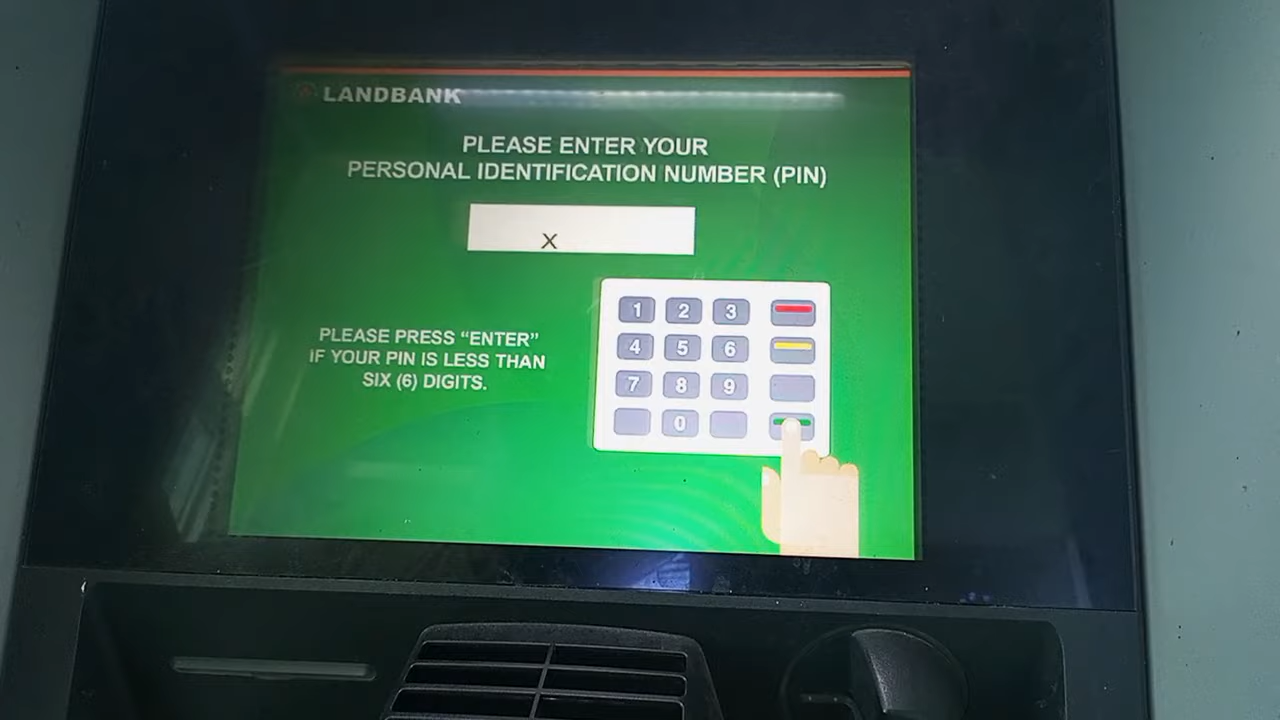 LANDBANK
PLEASE ENTER YOUR
PERSONAL IDENTIFICATION NUMBER (PIN)
X
PLEASE PRESS “ENTER”
IF YOUR PIN IS LESS THAN
SIX (6) DIGITS.
1 2 3
4 5 6
7 8 9
0